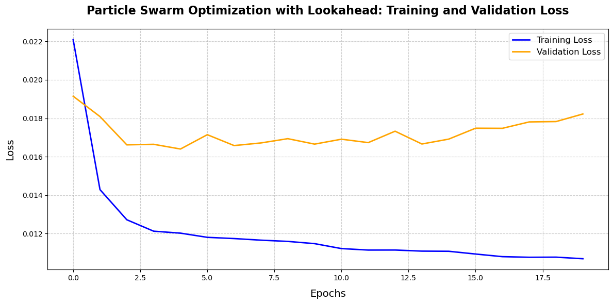 Particle Swarm Optimization with Lookahead: Training and Validation Loss
Training Loss
Validation Loss
0.022
0.020
0.018
0.016
0.014
0.012
Loss
0.0 2.5 5.0 7.5 10.0 12.5 15.0 17.5
Epochs